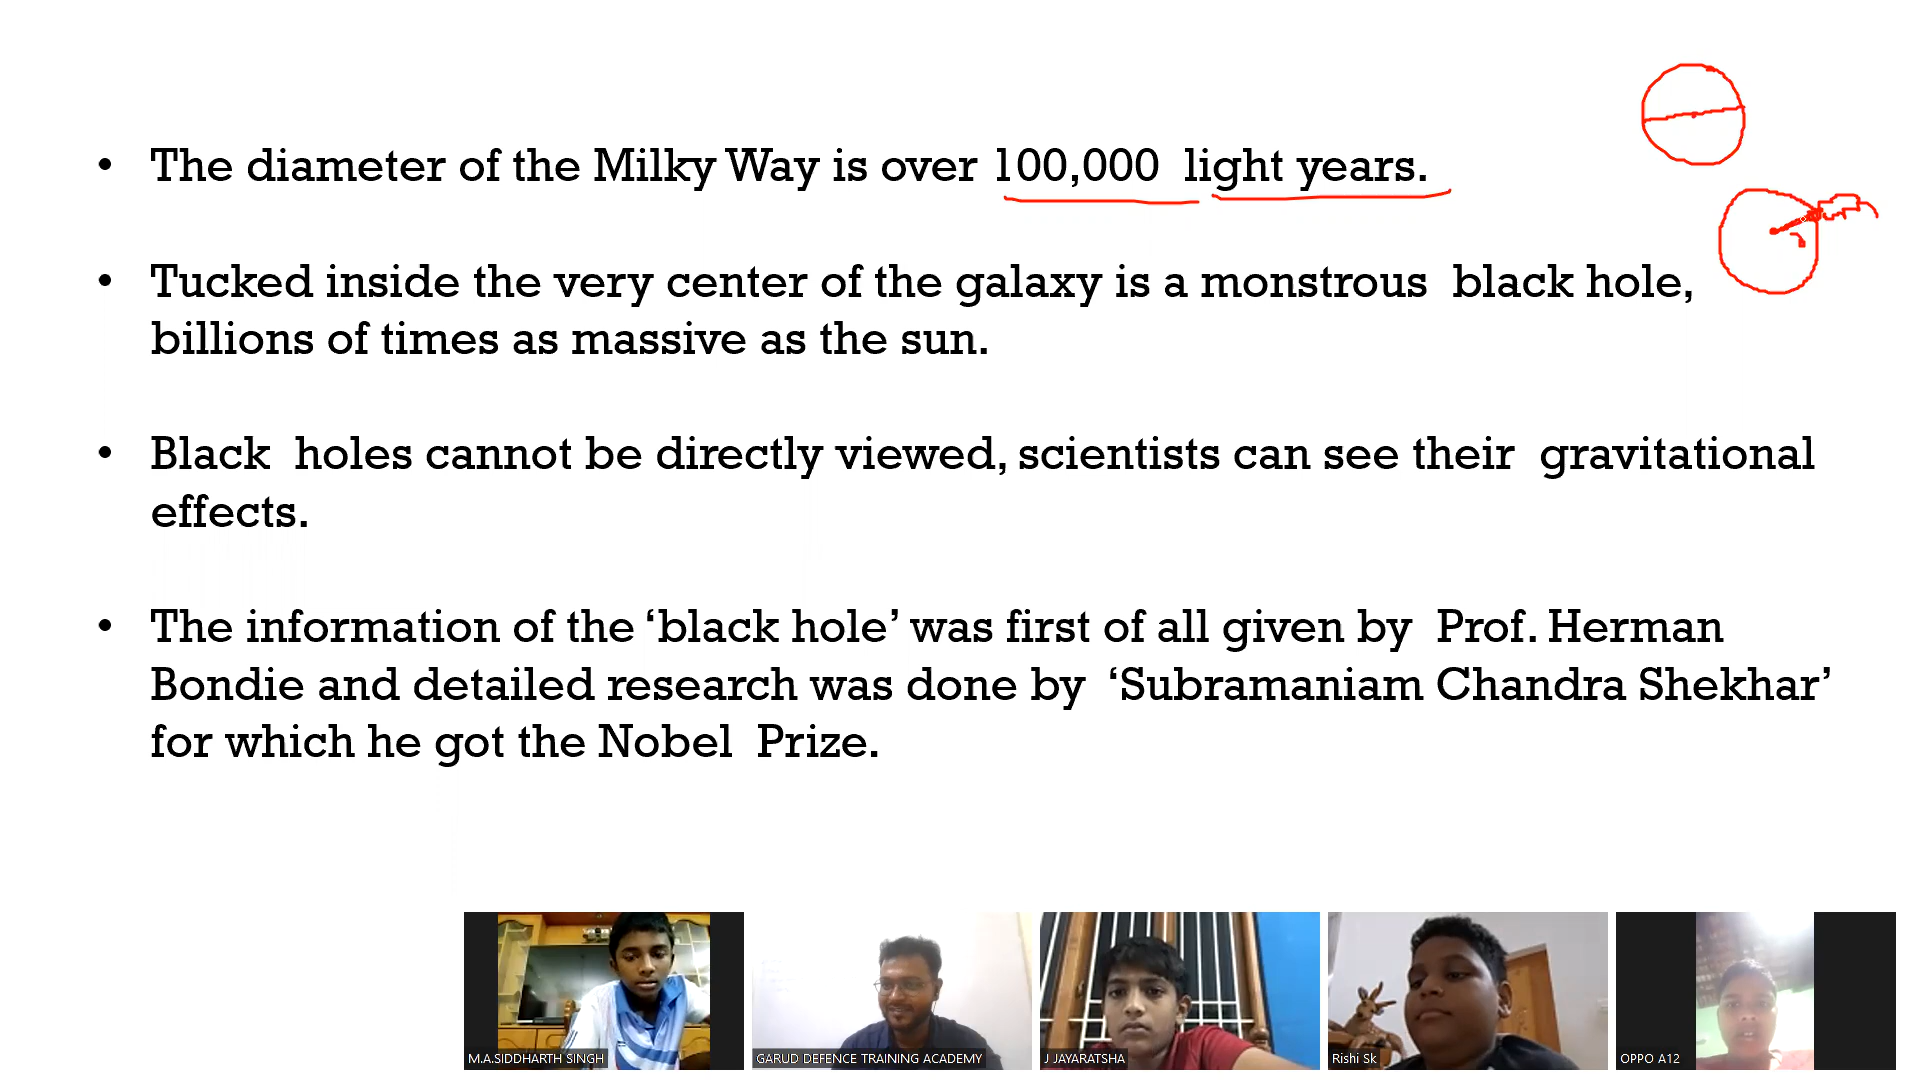 • The diameter of the Milky Way is over 100,000 light years.
• Tucked inside the very center of the galaxy is a monstrous black hole,
billions of times as massive as the sun.
• Black holes cannot be directly viewed, scientists can see their gravitational
effects.
• The information of the ‘black hole’ was first of all given by Prof. Herman
Bondie and detailed research was done by ‘Subramaniam Chandra Shekhar’
for which he got the Nobel Prize.
M.A.SIDDHARTH SINGH
GARUD DEFENCE TRAINING ACADEMY
J JAYARATSHA
Rishi Sk
OPPO A12